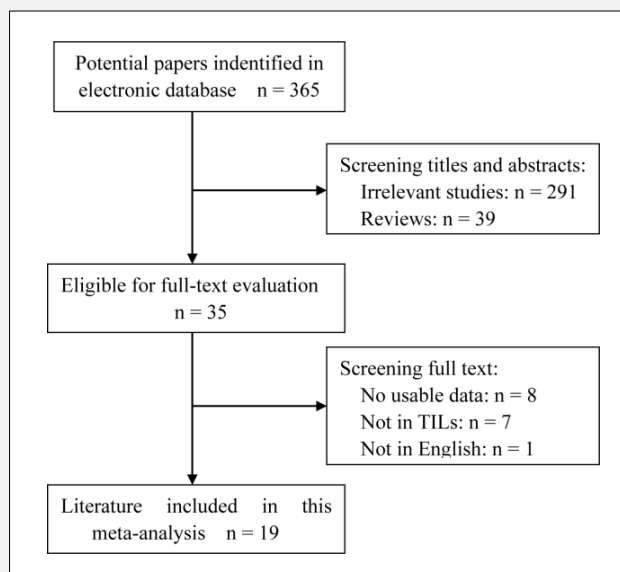 Potential papers indentified in
electronic database n = 365
Screening titles and abstracts:
Irrelevant studies: n = 291
Reviews: n = 39
Eligible for full-text evaluation
n = 35
Screening full text:
No usable data: n = 8
Not in TILs: n = 7
Not in English: n = 1
Literature included in this
meta-analysis n = 19